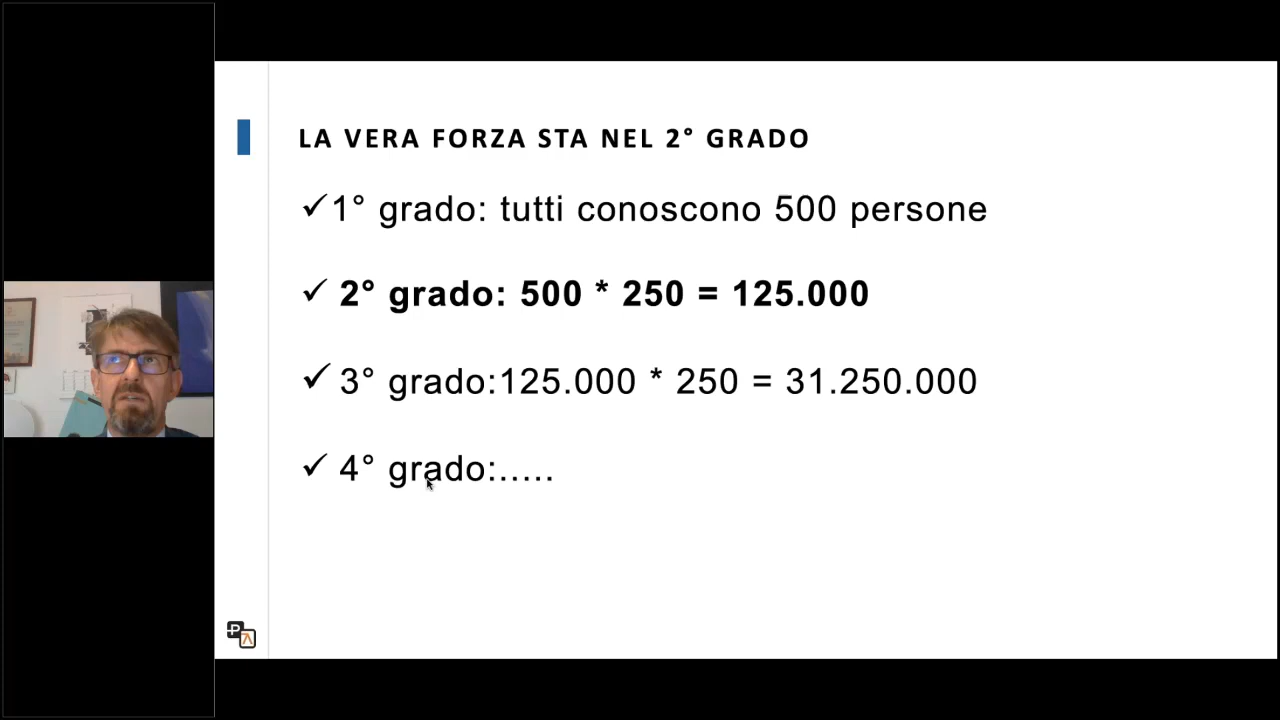 LA VERA FORZA STA NEL 2° GRADO
✓1° grado: tutti conoscono 500 persone
✓ 2° grado: 500 * 250 = 125.000
✓ 3° grado:125.000 * 250 = 31.250.000
✓ 4° grado:.....